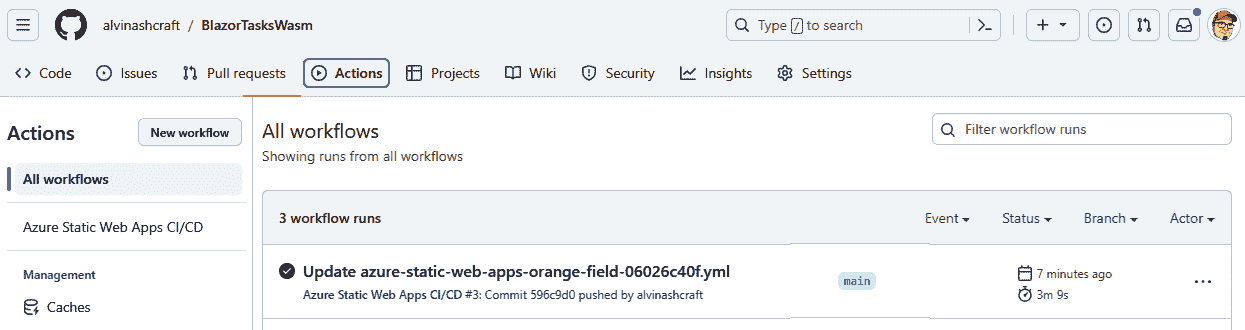 alvinashcraft / BlazorTasksWasm
Type / to search
Code Issues Pull requests Actions Projects Wiki Security Insights Settings
Actions
New workflow
All workflows
Azure Static Web Apps CI/CD
Management
Caches
All workflows
Showing runs from all workflows
Filter workflow runs
3 workflow runs
Event Status Branch Actor
Update azure-static-web-apps-orange-field-06026c40f.yml
Azure Static Web Apps CI/CD #3: Commit 596c9d0 pushed by alvinashcraft
main
7 minutes ago
3m 9s